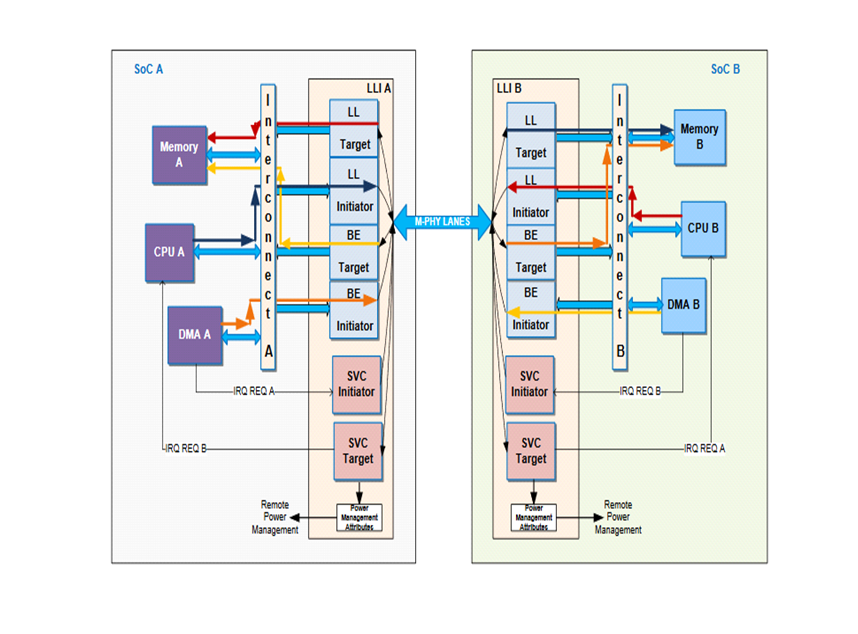 SoC A
LLI A
LL
Target
LL
Initiator
BE
Target
BE
Initiator
SVC
Initiator
SVC
Target
Power
Management
Attributes
Remote
Power
Management
Memory
A
CPU A
DMA A
Interconnect A
IRQ REQ A
IRQ REQ B
M-PHY LANES
SoC B
LLI B
LL
Target
LL
Initiator
BE
Target
BE
Initiator
SVC
Initiator
SVC
Target
Power
Management
Attributes
Remote
Power
Management
Interconnect B
Memory
B
CPU B
DMA B
IRQ REQ B
IRQ REQ A